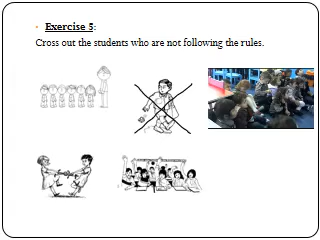 Exercise 5:
Cross out the students who are not following the rules.